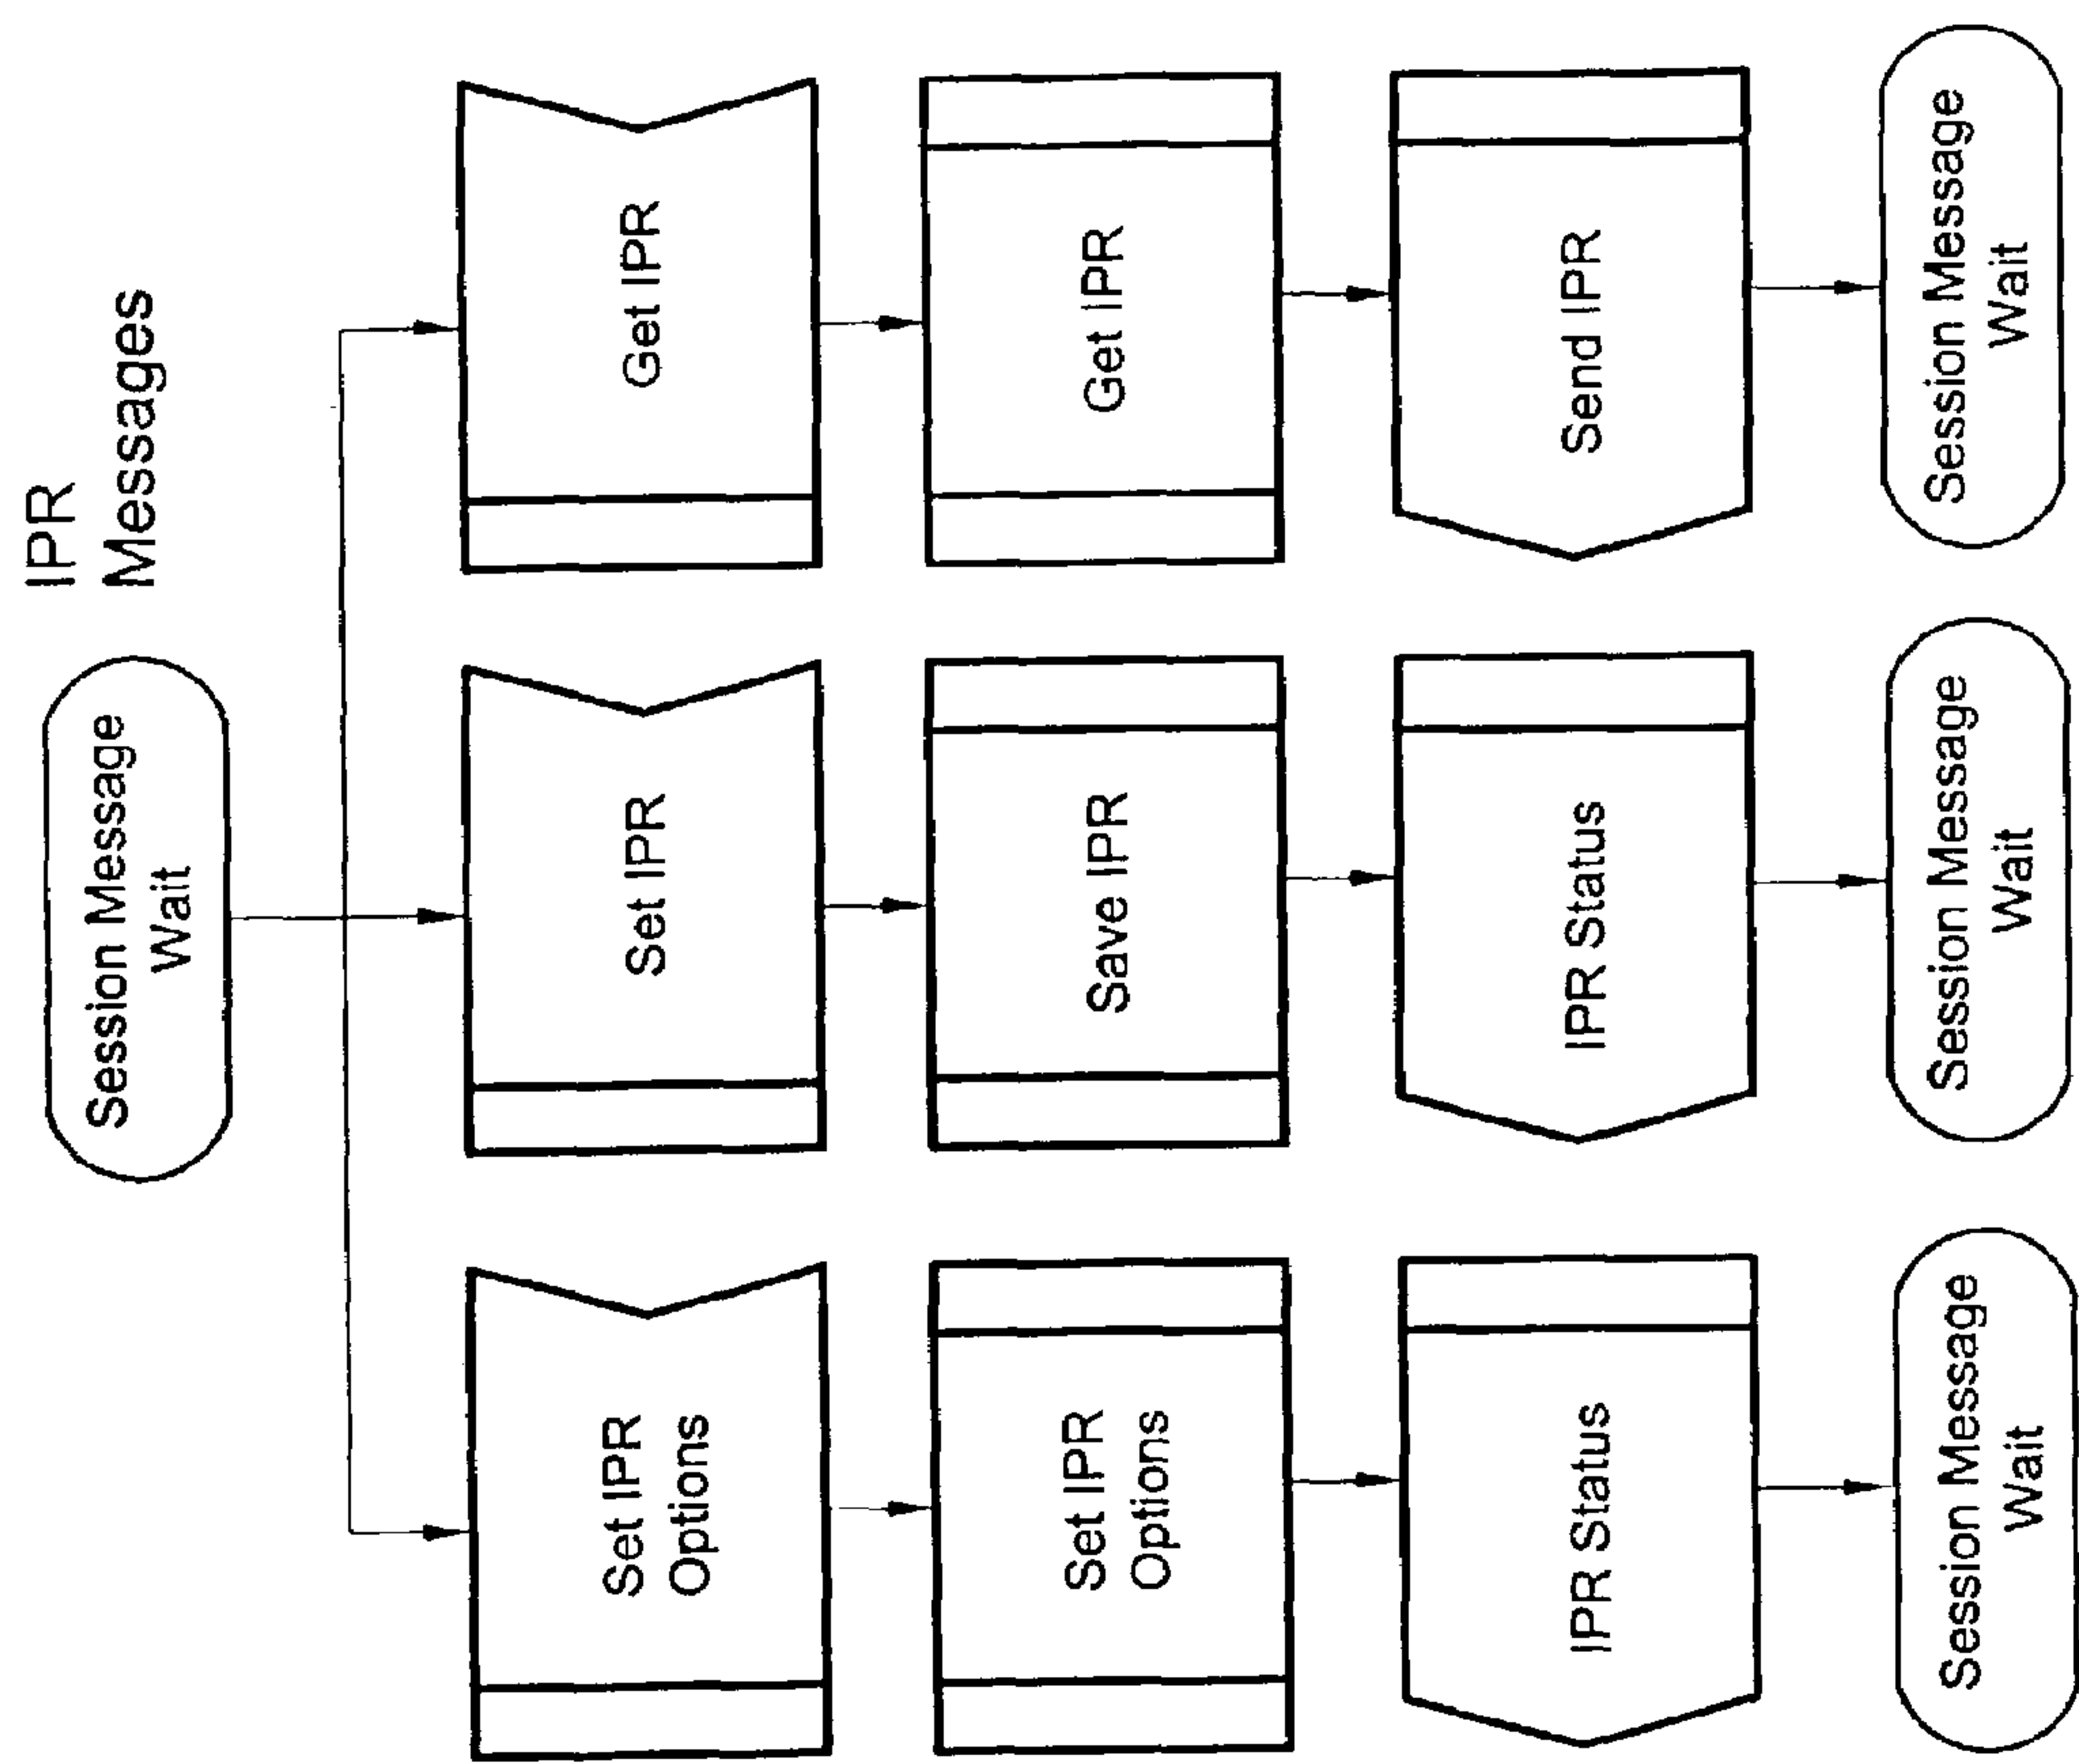 IPR
Messages
Session Message
Wait
Set IPR
Options
Set IPR
Get IPR
Set IPR
Options
Save IPR
Get IPR
IPR Status
IPR Status
Send IPR
Session Message
Wait
Session Message
Wait
Session Message
Wait